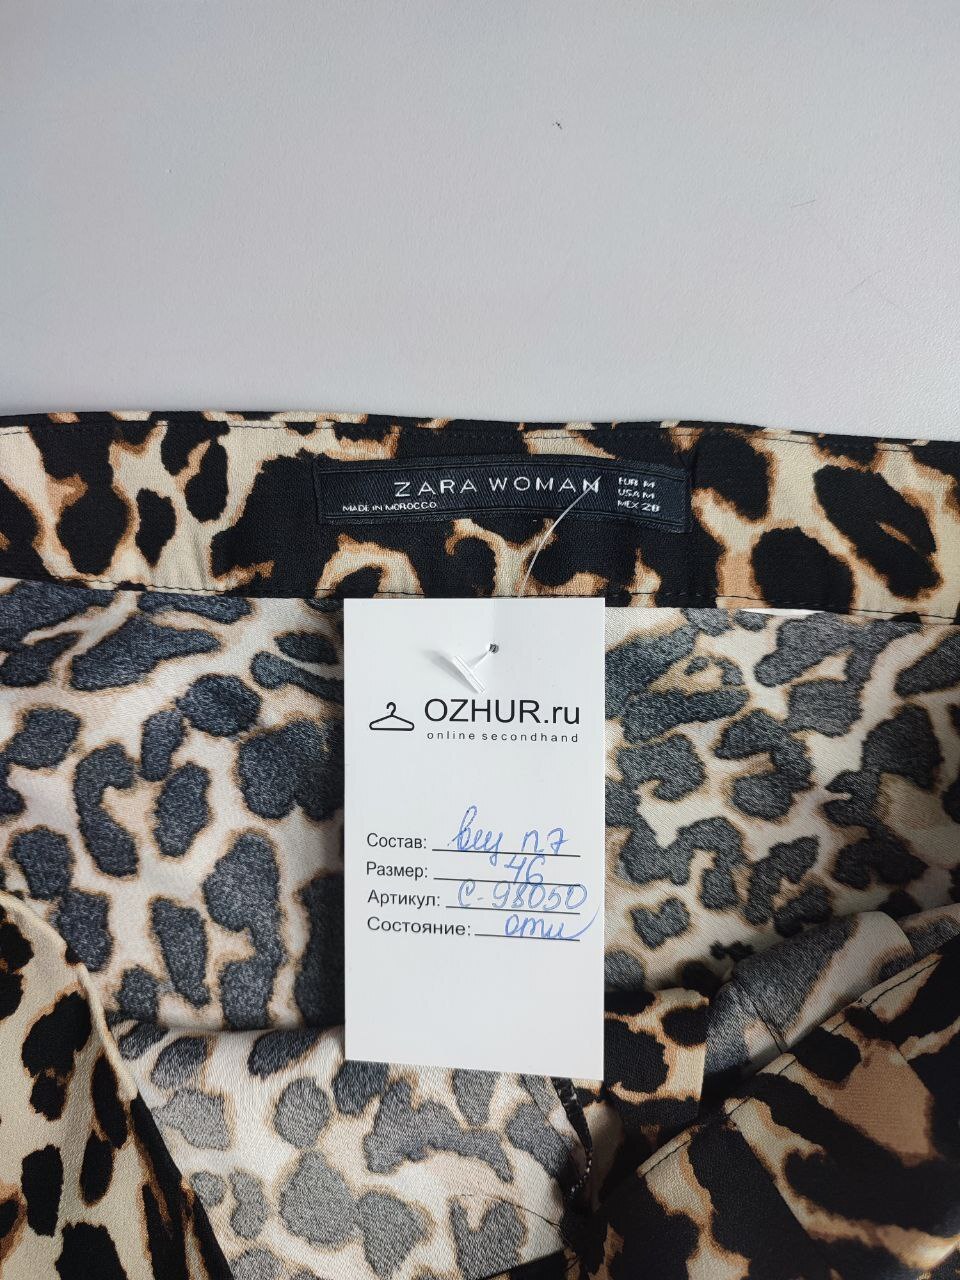 ZARA WOMAN
EUR M
USA M
MEX 28
MADE IN MOROCCO
OZHUR.ru
online secondhand
Состав:
Размер: 46
Артикул: С-98050
Состояние: отл